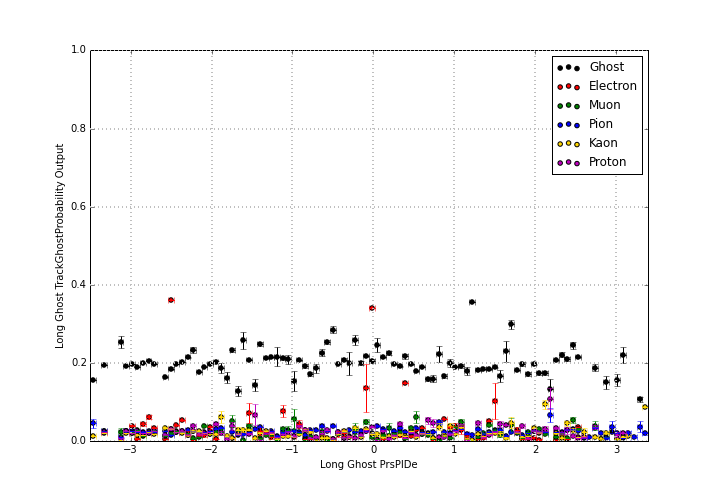 1.0
0.8
0.6
0.4
0.2
0.0
Long Ghost TrackGhostProbability Output
−3
−2
−1
0
1
2
3
Long Ghost PrsPIDe
Ghost
Electron
Muon
Pion
Kaon
Proton